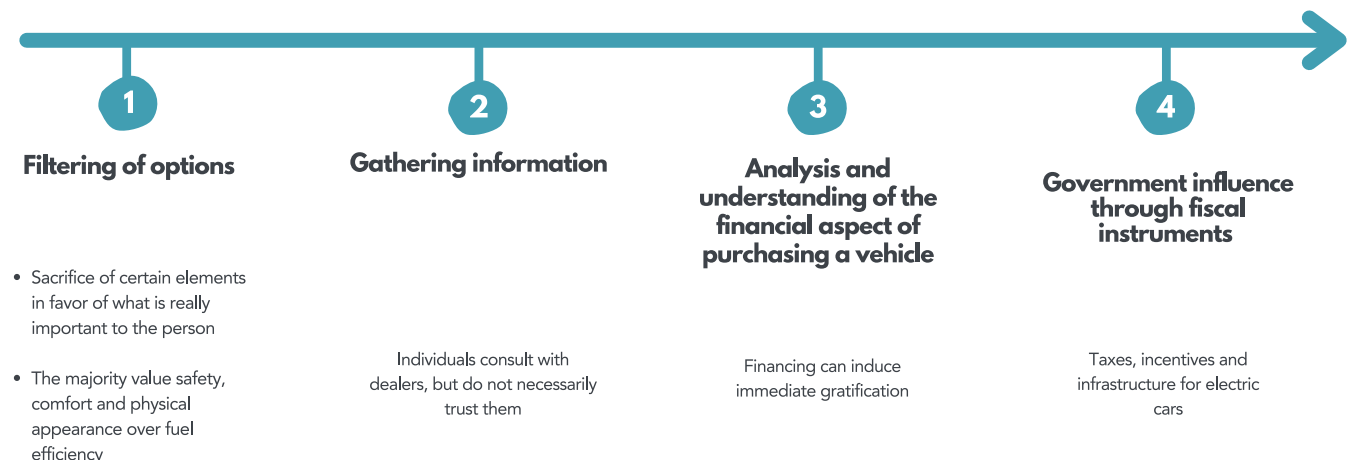 1
Filtering of options
• Sacrifice of certain elements
in favor of what is really
important to the person
• The majority value safety,
comfort and physical
appearance over fuel
efficiency
2
Gathering information
Individuals consult with
dealers, but do not necessarily
trust them
3
Analysis and
understanding of the
financial aspect of
purchasing a vehicle
Financing can induce
immediate gratification
4
Government influence
through fiscal
instruments
Taxes, incentives and
infrastructure for electric
cars